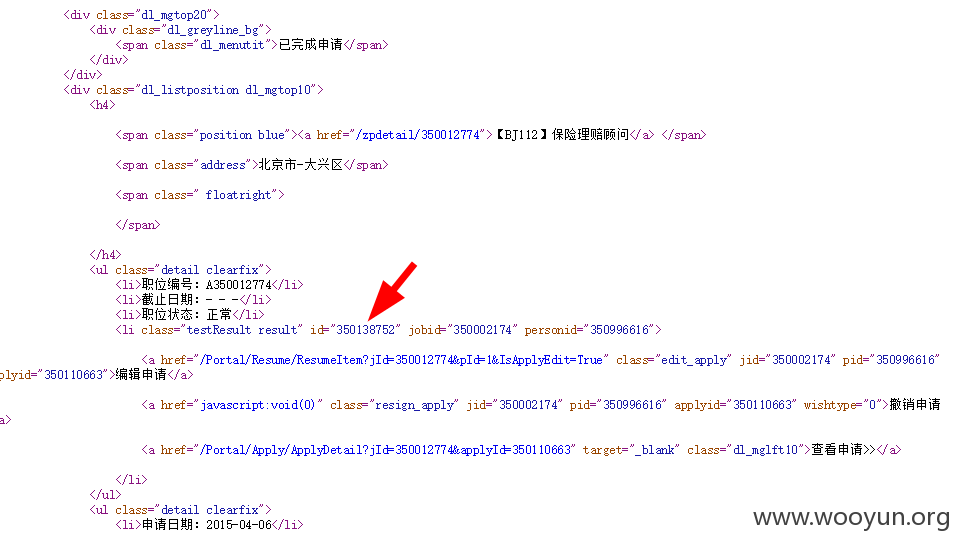 <div class="dl_mgtop20">
<div class="dl_greyline_bg">
<span class="dl_menutit">已完成申请</span>
</div>
</div>
<div class="dl_listposition dl_mgtop10">
<h4>
<span class="position blue"><a href="/zpdetail/350012774">【BJ112】保险理赔顾问</a> </span>
<span class="address">北京市-大兴区</span>
<span class=" floatright">
</span>
</h4>
<ul class="detail clearfix">
<li>职位编号：A350012774</li>
<li>截止日期：- - -</li>
<li>职位状态：正常</li>
<li class="testResult result" id="350138752" jobid="350002174" personid="350996616">
<a href="/Portal/Resume/ResumeItem?jId=350012774&pId=1&IsApplyEdit=True" class="edit_apply" jid="350002174" pid="350996616"
plyid="350110663">编辑申请</a>
<a href="javascript:void(0)" class="resign_apply" jid="350002174" pid="350996616" applyid="350110663" wishtype="0">撤销申请
a>
<a href="/Portal/Apply/ApplyDetail?jId=350012774&applyId=350110663" target="_blank" class="dl_mglft10">查看申请>></a>
</li>
</ul>
<ul class="detail clearfix">
<li>申请日期：2015-04-06</li>
www.wooyun.org